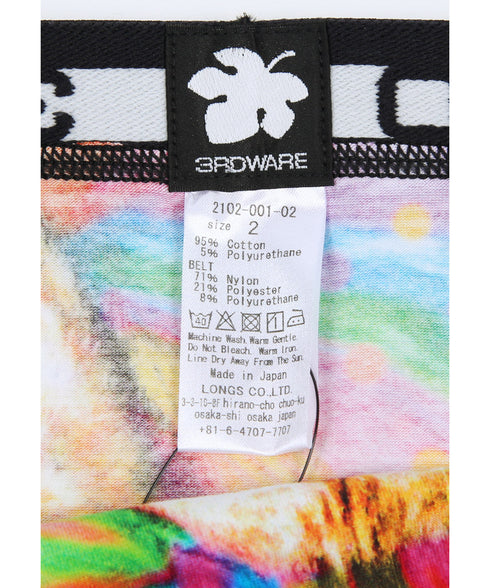 3RDWARE
2102-001-02
size 2
95% Cotton
5% Polyurethane
BELT
71% Nylon
21% Polyester
8% Polyurethane
40 1
Machine Wash.Warm Gentle.
Do Not Bleach. Warm Iron.
Line Dry Away From The Sun.
Made in Japan
LONGS CO.,LTD.
3-3-10-8F hirano-cho chuo-ku
osaka-shi osaka japan
+81-6-4707-7707